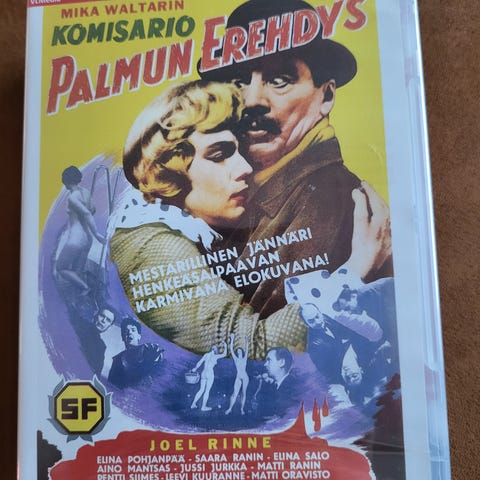 MIKA WALTARIN
KOMISARIO
PALMUN EREHDYS
MESTARILLINEN JÄNNÄRI
HENKEÄSALPAAVAN
KARMIVANA ELOKUVANA!
SF
JOEL RINNE
ELINA POHJANPÄÄ - SAARA RANIN - ELINA SALO
AINO MANTSAS - JUSSI JURKKA - MATTI RANIN
PENTTI SIIMES - LEEVI KUURANNE - MATTI ORAVISTO